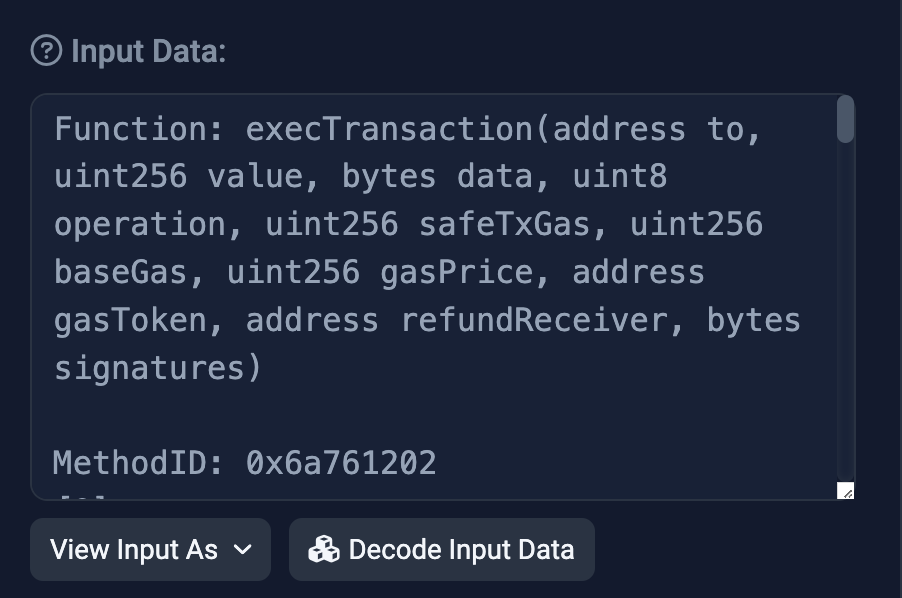 Input Data:
Function: execTransaction(address to,
uint256 value, bytes data, uint8
operation, uint256 safeTxGas, uint256
baseGas, uint256 gasPrice, address
gasToken, address refundReceiver, bytes
signatures)
MethodID: 0x6a761202
View Input As
Decode Input Data